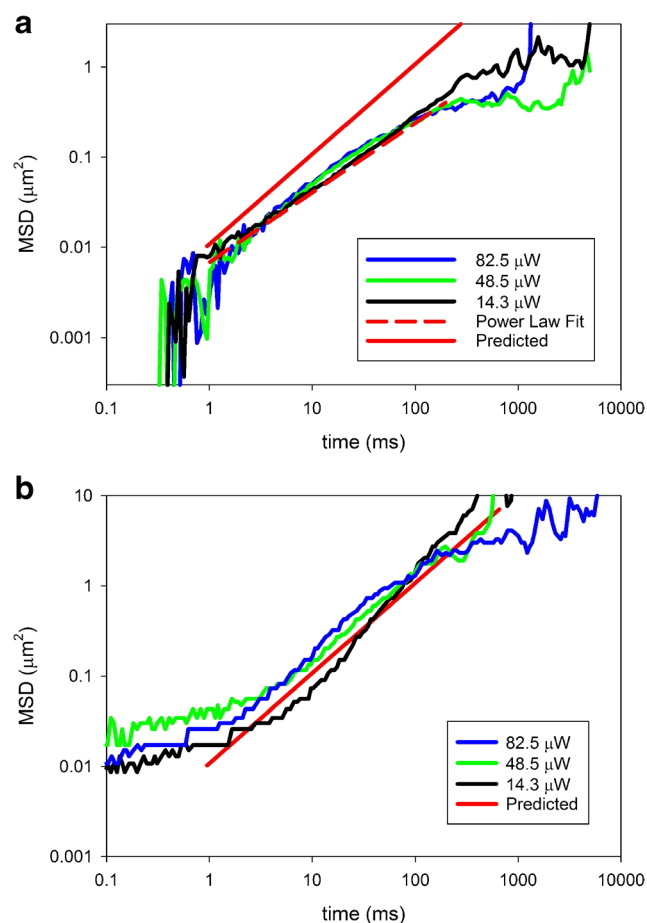 a
1
0.1
0.01
0.001
MSD (μm²)
82.5 μW
48.5 μW
14.3 μW
Power Law Fit
Predicted
0.1 1 10 100 1000 10000
time (ms)
b
10
1
0.1
0.01
0.001
MSD (μm²)
82.5 μW
48.5 μW
14.3 μW
Predicted
0.1 1 10 100 1000 10000
time (ms)